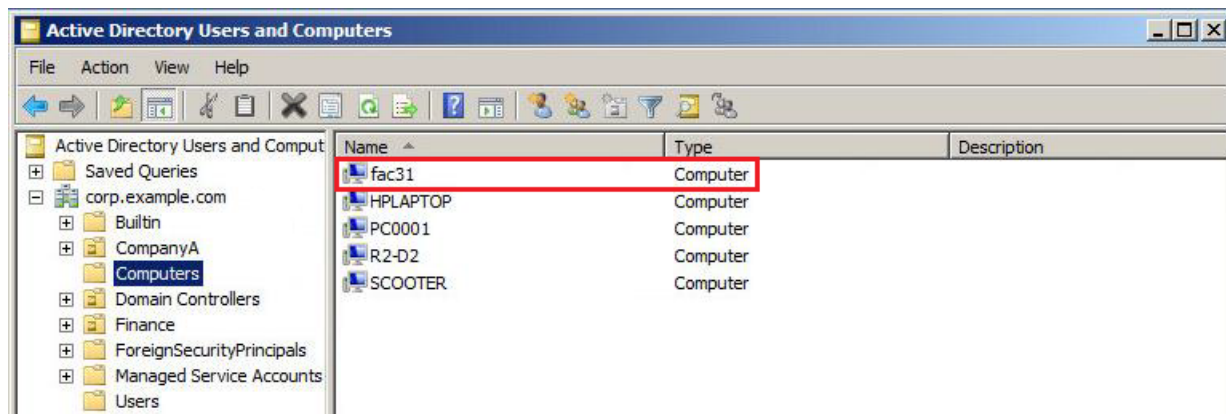 Active Directory Users and Computers
File Action View Help
Active Directory Users and Comput
Saved Queries
corp.example.com
Builtin
CompanyA
Computers
Domain Controllers
Finance
ForeignSecurityPrincipals
Managed Service Accounts
Users
Name Type Description
fac31 Computer
HPLAPTOP Computer
PC0001 Computer
R2-D2 Computer
SCOOTER Computer